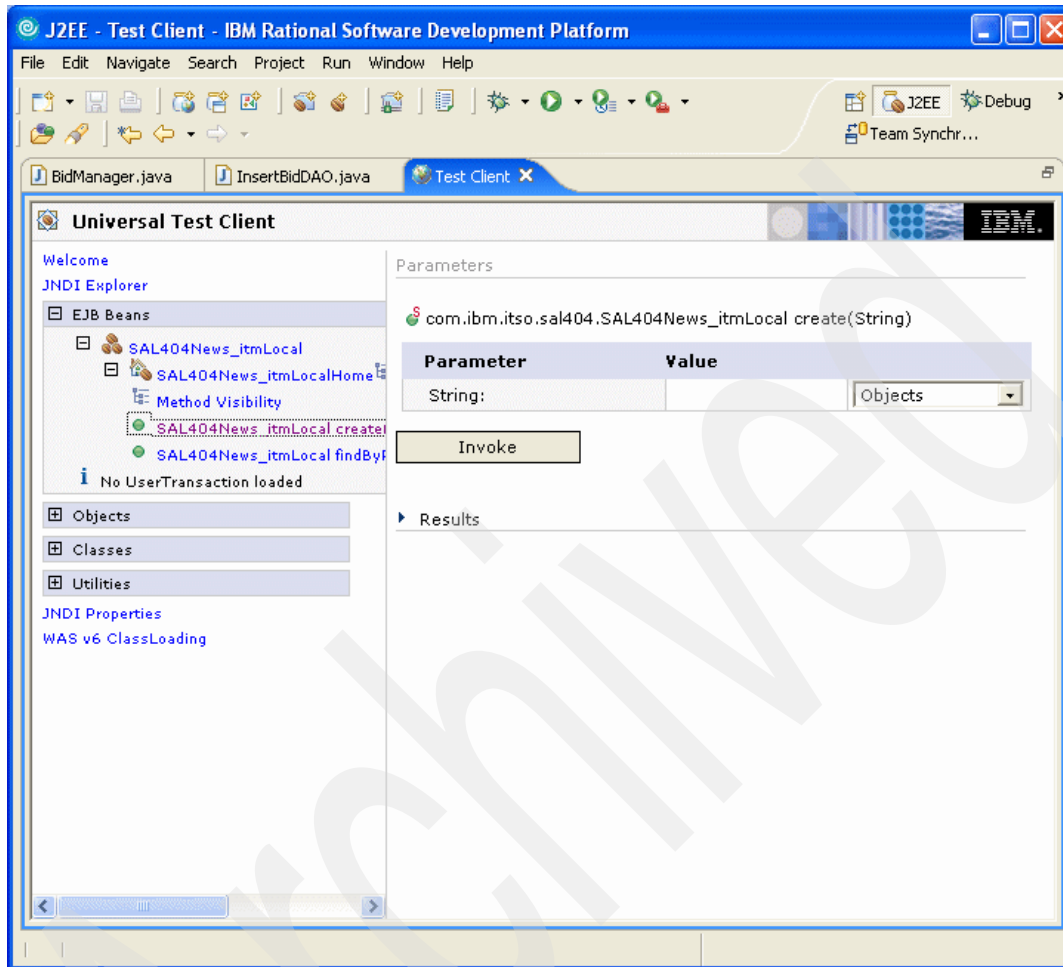 J2EE - Test Client - IBM Rational Software Development Platform
File Edit Navigate Search Project Run Window Help
J2EE Debug
Team Synchr...
BidManager.java InsertBidDAO.java Test Client
Universal Test Client IBM.
Welcome
JNDI Explorer
EJB Beans
SAL404News_itmLocal
SAL404News_itmLocalHome
Method Visibility
SAL404News_itmLocal create(
SAL404News_itmLocal findByP
No UserTransaction loaded
Objects
Classes
Utilities
JNDI Properties
WAS v6 ClassLoading
Parameters
com.ibm.itso.sal404.SAL404News_itmLocal create(String)
Parameter Value
String: Objects
Invoke
Results
Archived